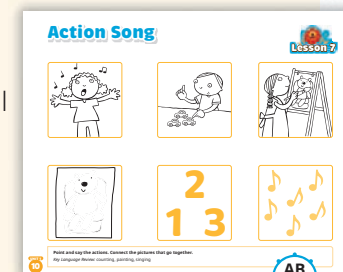 Action Song
Lesson 7
2
1 3
Point and say the actions. Connect the pictures that go together.
Key Language Review: counting, painting, singing
UNIT
10
AB